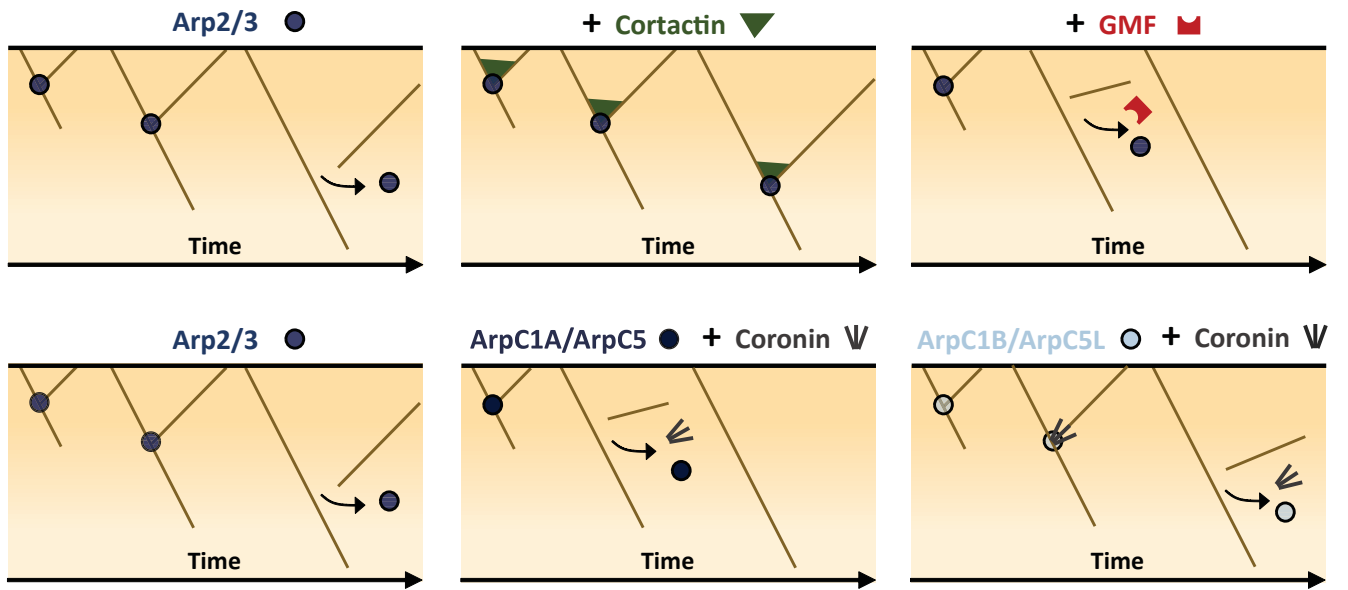 Arp2/3
+ Cortactin
+ GMF
Time
Time
Time
Arp2/3
ArpC1A/ArpC5 + Coronin
ArpC1B/ArpC5L + Coronin
Time
Time
Time